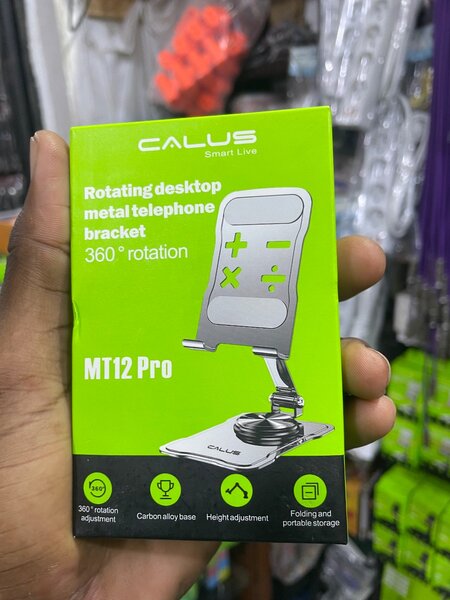 CALUS
Smart Live
Rotating desktop
metal telephone
bracket
360° rotation
+ −
× ÷
MT12 Pro
CALUS
360°
360° rotation
adjustment
Carbon alloy base
Height adjustment
Folding and
portable storage